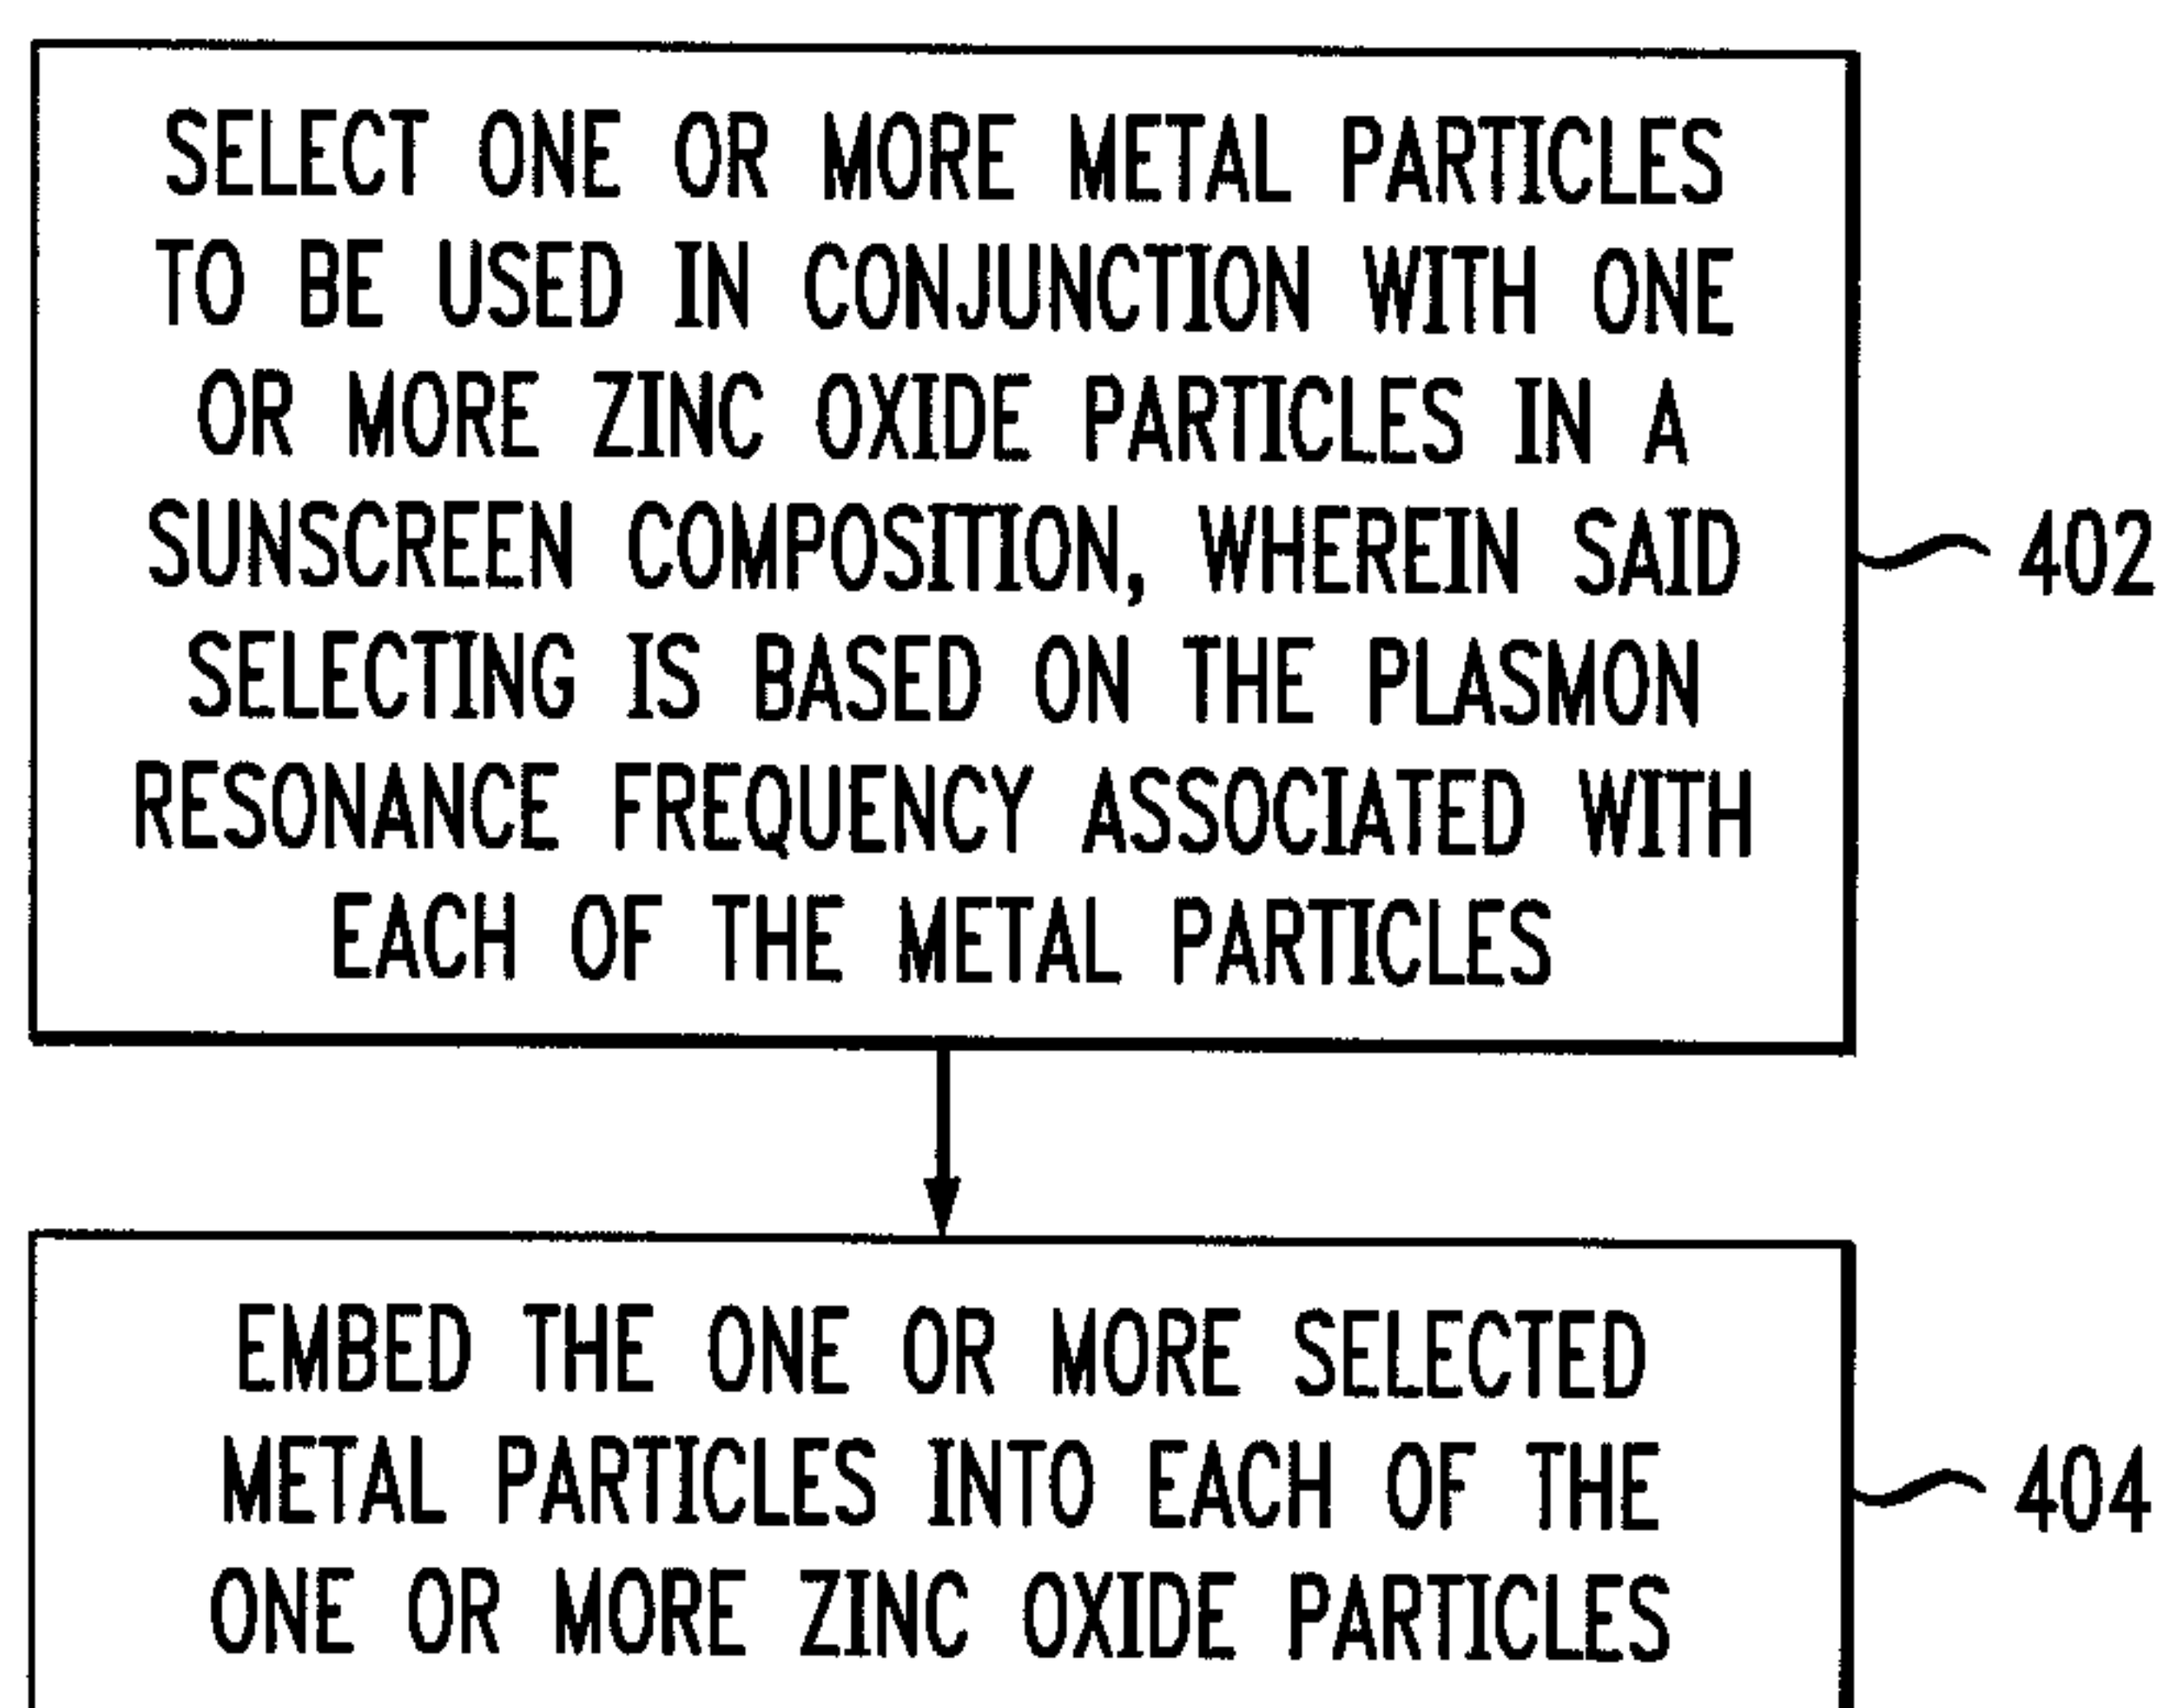 SELECT ONE OR MORE METAL PARTICLES
TO BE USED IN CONJUNCTION WITH ONE
OR MORE ZINC OXIDE PARTICLES IN A
SUNSCREEN COMPOSITION, WHEREIN SAID
SELECTING IS BASED ON THE PLASMON
RESONANCE FREQUENCY ASSOCIATED WITH
EACH OF THE METAL PARTICLES
402
EMBED THE ONE OR MORE SELECTED
METAL PARTICLES INTO EACH OF THE
ONE OR MORE ZINC OXIDE PARTICLES
404